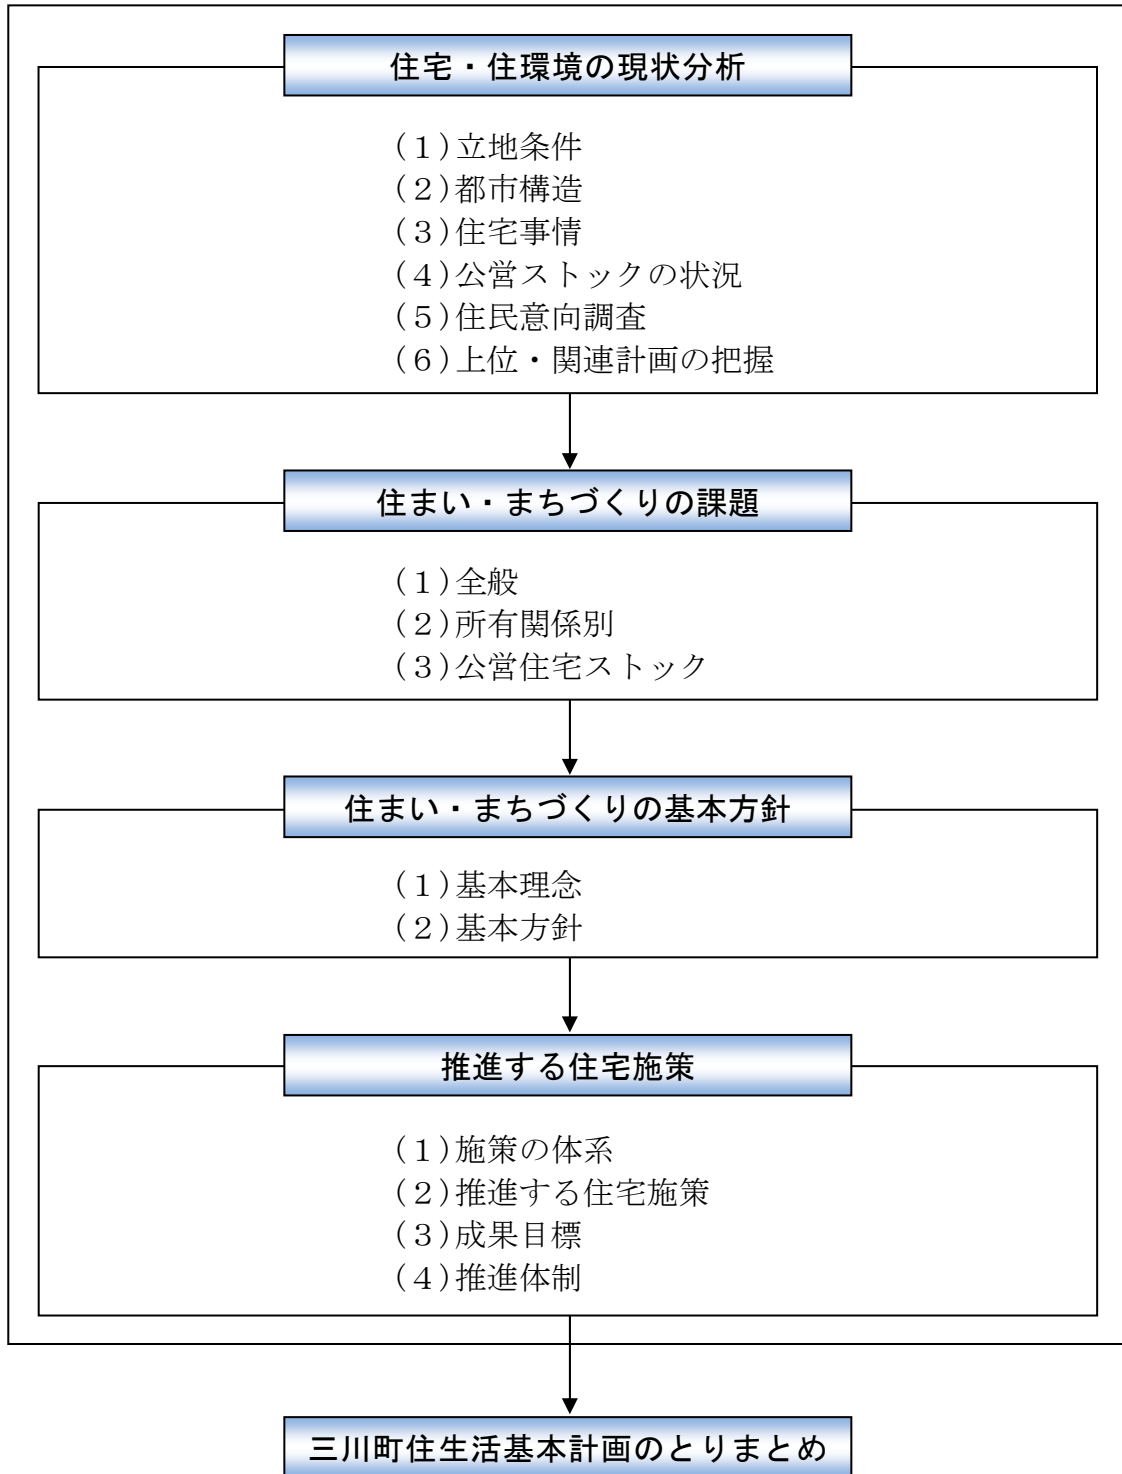 住宅・住環境の現状分析
（１）立地条件
（２）都市構造
（３）住宅事情
（４）公営ストックの状況
（５）住民意向調査
（６）上位・関連計画の把握
住まい・まちづくりの課題
（１）全般
（２）所有関係別
（３）公営住宅ストック
住まい・まちづくりの基本方針
（１）基本理念
（２）基本方針
推進する住宅施策
（１）施策の体系
（２）推進する住宅施策
（３）成果目標
（４）推進体制
三川町住生活基本計画のとりまとめ